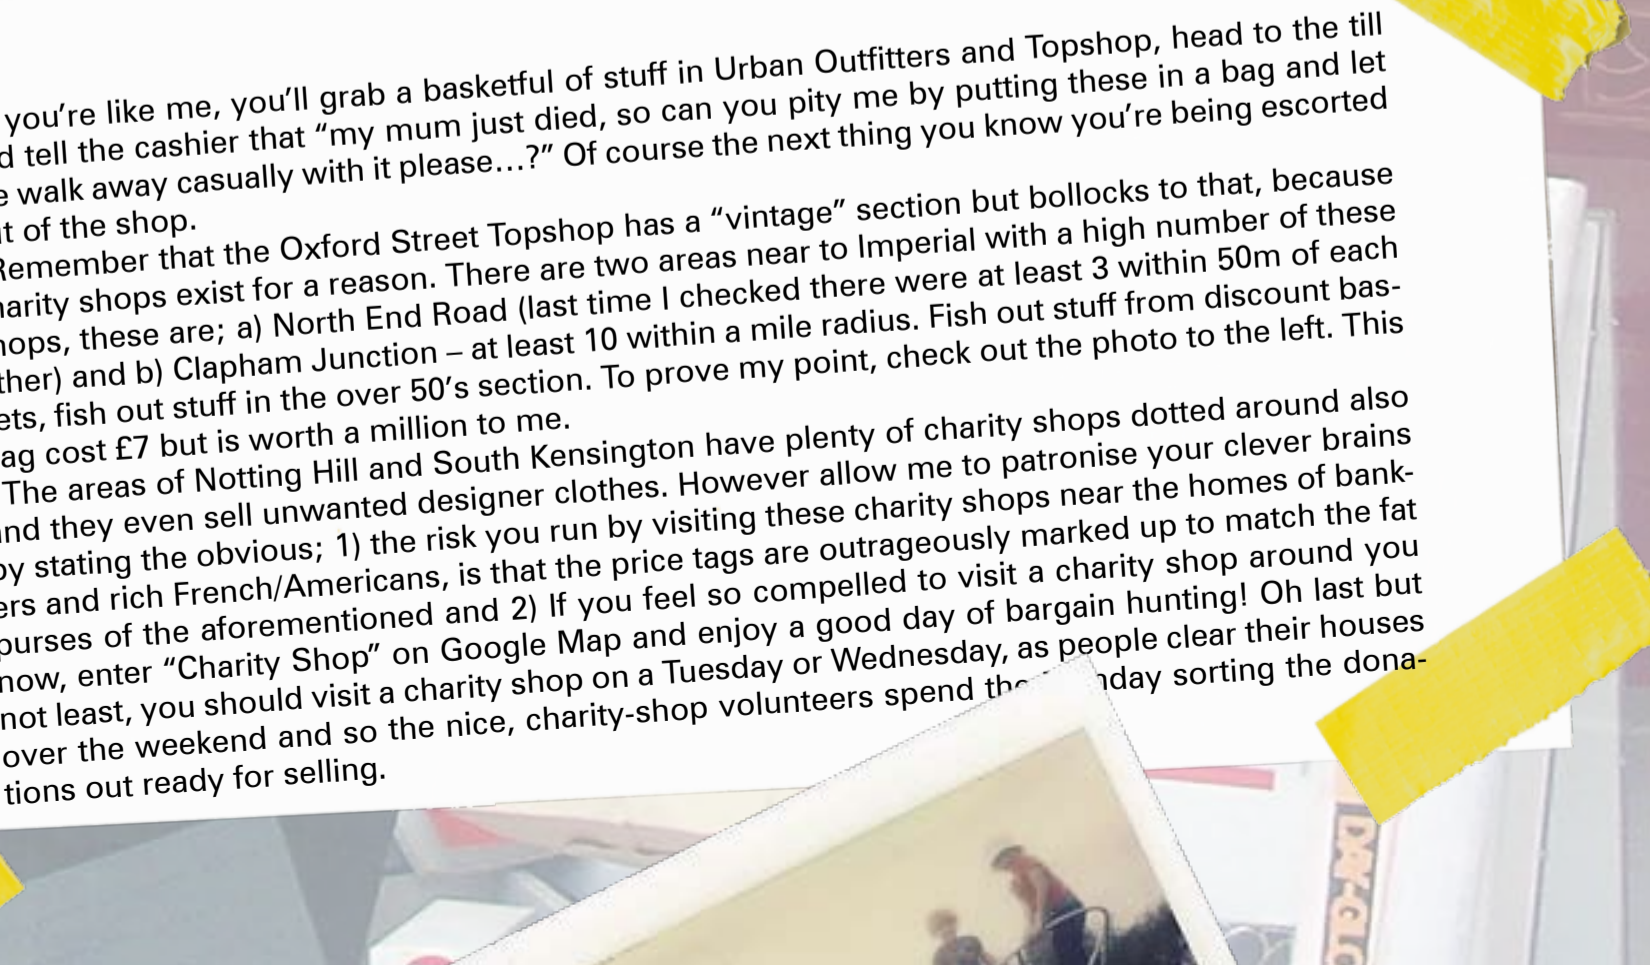 you're like me, you'll grab a basketful of stuff in Urban Outfitters and Topshop, head to the till
d tell the cashier that “my mum just died, so can you pity me by putting these in a bag and let
e walk away casually with it please...?” Of course the next thing you know you're being escorted
t of the shop.
Remember that the Oxford Street Topshop has a “vintage” section but bollocks to that, because
harity shops exist for a reason. There are two areas near to Imperial with a high number of these
hops, these are; a) North End Road (last time I checked there were at least 3 within 50m of each
ther) and b) Clapham Junction – at least 10 within a mile radius. Fish out stuff from discount bas-
ets, fish out stuff in the over 50's section. To prove my point, check out the photo to the left. This
ag cost £7 but is worth a million to me.
The areas of Notting Hill and South Kensington have plenty of charity shops dotted around also
nd they even sell unwanted designer clothes. However allow me to patronise your clever brains
by stating the obvious; 1) the risk you run by visiting these charity shops near the homes of bank-
ers and rich French/Americans, is that the price tags are outrageously marked up to match the fat
purses of the aforementioned and 2) If you feel so compelled to visit a charity shop around you
now, enter “Charity Shop” on Google Map and enjoy a good day of bargain hunting! Oh last but
not least, you should visit a charity shop on a Tuesday or Wednesday, as people clear their houses
over the weekend and so the nice, charity-shop volunteers spend the nday sorting the dona-
tions out ready for selling.